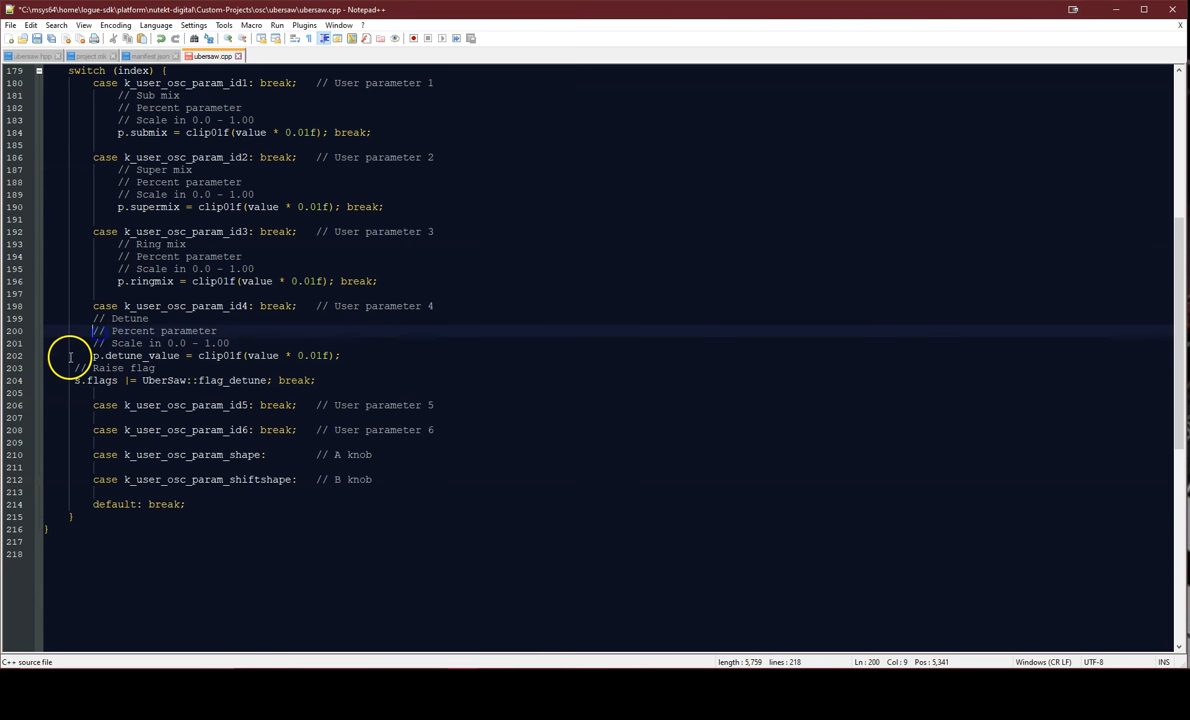 *C:\msys64\home\logue-sdk\platform\nutekt-digital\Custom-Projects\osc\ubersaw\ubersaw.cpp - Notepad++
File Edit Search View Encoding Language Settings Tools Macro Run Plugins Window ? X
ubersaw.hpp project.mk manifest.json ubersaw.cpp
179 switch (index) {
180 case k_user_osc_param_id1: break; // User parameter 1
181 // Sub mix
182 // Percent parameter
183 // Scale in 0.0 - 1.00
184 p.submix = clip01f(value * 0.01f); break;
185
186 case k_user_osc_param_id2: break; // User parameter 2
187 // Super mix
188 // Percent parameter
189 // Scale in 0.0 - 1.00
190 p.supermix = clip01f(value * 0.01f); break;
191
192 case k_user_osc_param_id3: break; // User parameter 3
193 // Ring mix
194 // Percent parameter
195 // Scale in 0.0 - 1.00
196 p.ringmix = clip01f(value * 0.01f); break;
197
198 case k_user_osc_param_id4: break; // User parameter 4
199 // Detune
200 // Percent parameter
201 // Scale in 0.0 - 1.00
202 p.detune_value = clip01f(value * 0.01f);
203 // Raise flag
204 s.flags |= UberSaw::flag_detune; break;
205
206 case k_user_osc_param_id5: break; // User parameter 5
207
208 case k_user_osc_param_id6: break; // User parameter 6
209
210 case k_user_osc_param_shape: // A knob
211
212 case k_user_osc_param_shiftshape: // B knob
213
214 default: break;
215 }
216 }
217
218
C++ source file length : 5,759 lines : 218 Ln : 200 Col : 9 Pos : 5,341 Windows (CR LF) UTF-8 INS